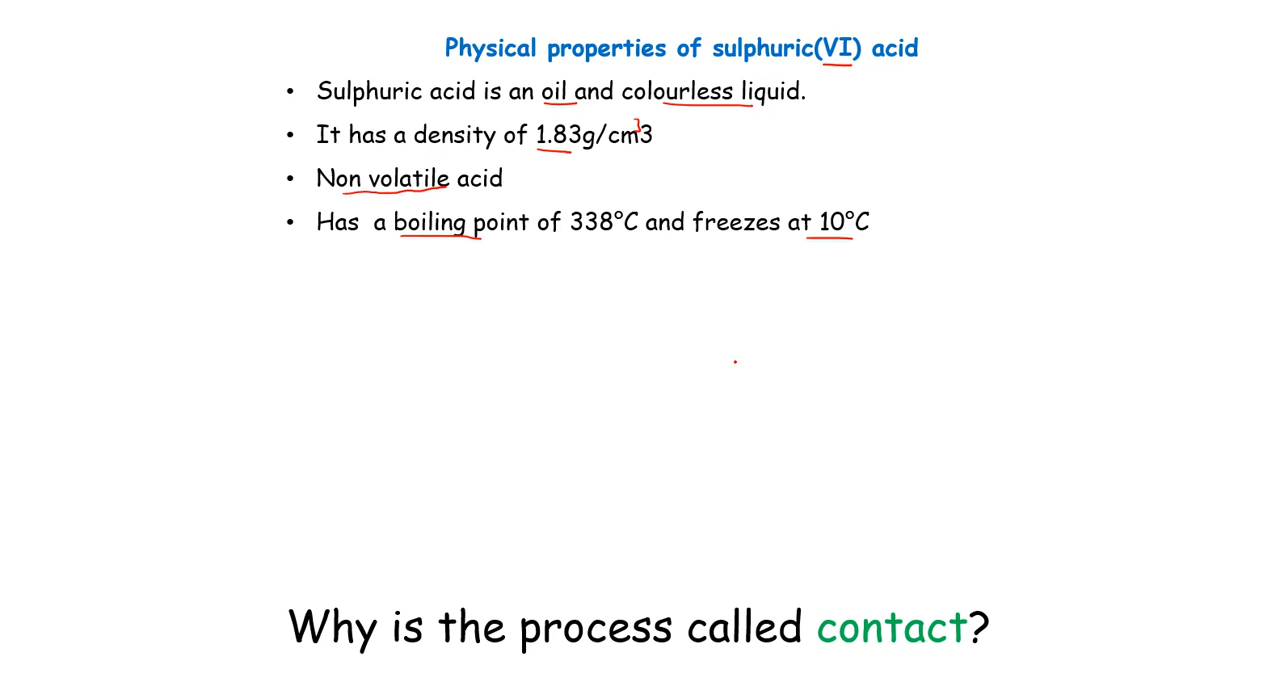 Physical properties of sulphuric(VI) acid
• Sulphuric acid is an oil and colourless liquid.
• It has a density of 1.83g/cm³3
• Non volatile acid
• Has a boiling point of 338°C and freezes at 10°C
Why is the process called contact?